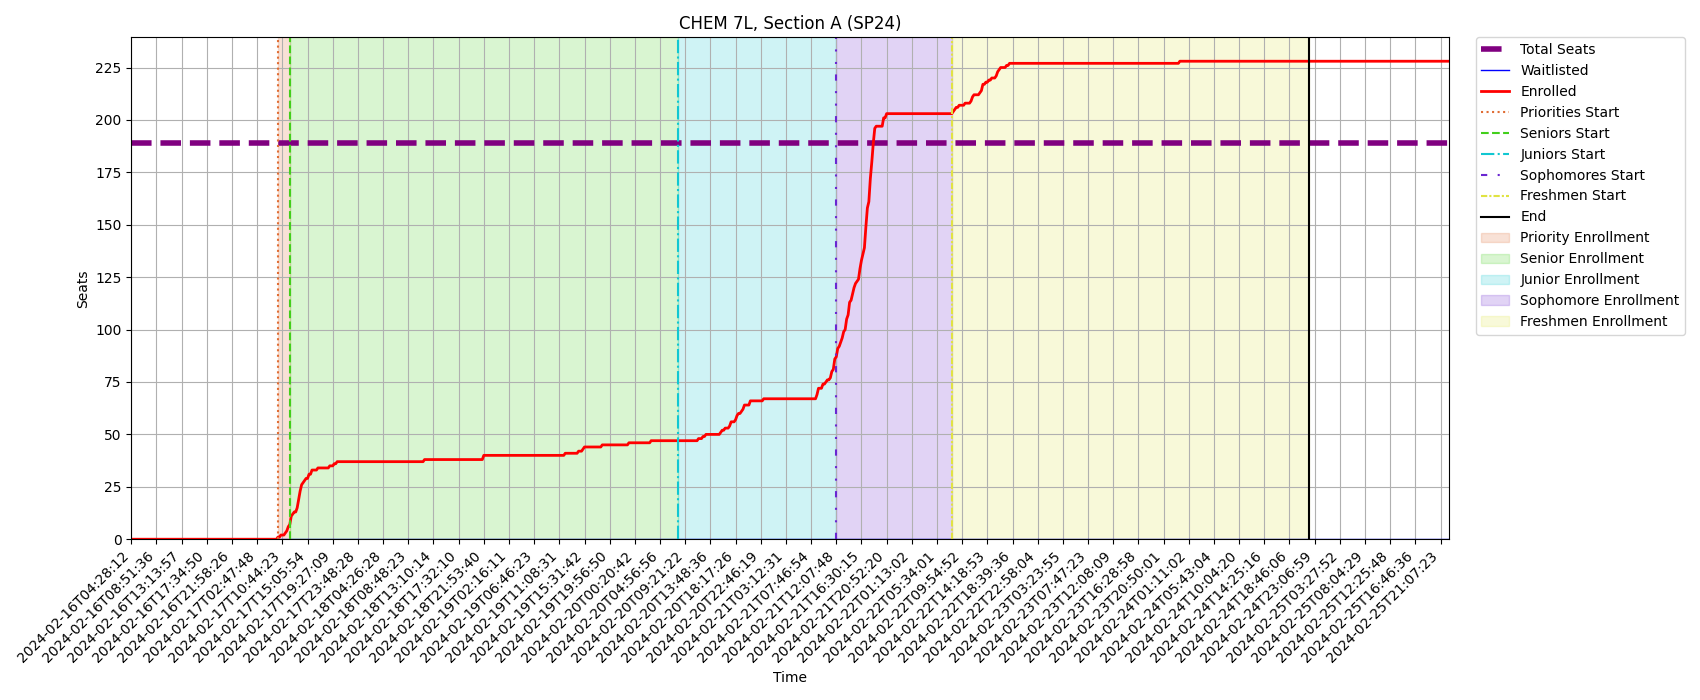 CHEM 7L, Section A (SP24)
Seats
225
200
175
150
125
100
75
50
25
0
2024-02-16T04:28:12
2024-02-16T08:51:36
2024-02-16T13:13:57
2024-02-16T17:34:50
2024-02-16T21:58:26
2024-02-17T02:47:48
2024-02-17T10:44:23
2024-02-17T15:05:54
2024-02-17T19:27:09
2024-02-17T23:48:28
2024-02-18T04:26:28
2024-02-18T08:48:23
2024-02-18T13:10:14
2024-02-18T17:32:10
2024-02-18T21:53:40
2024-02-19T02:16:11
2024-02-19T06:46:23
2024-02-19T11:08:31
2024-02-19T15:31:42
2024-02-19T19:56:50
2024-02-20T00:20:42
2024-02-20T04:56:56
2024-02-20T09:21:22
2024-02-20T13:48:36
2024-02-20T18:17:26
2024-02-20T22:46:19
2024-02-21T03:12:31
2024-02-21T07:46:54
2024-02-21T12:07:48
2024-02-21T16:30:15
2024-02-21T20:52:20
2024-02-22T01:13:02
2024-02-22T05:34:01
2024-02-22T09:54:52
2024-02-22T14:18:53
2024-02-22T18:39:36
2024-02-22T22:58:04
2024-02-23T03:23:55
2024-02-23T07:47:23
2024-02-23T12:08:09
2024-02-23T16:28:58
2024-02-23T20:50:01
2024-02-24T01:11:02
2024-02-24T05:43:04
2024-02-24T10:04:20
2024-02-24T14:25:16
2024-02-24T18:46:06
2024-02-24T23:06:59
2024-02-25T03:27:52
2024-02-25T08:04:29
2024-02-25T12:25:48
2024-02-25T16:46:36
2024-02-25T21:07:23
Time
Total Seats
Waitlisted
Enrolled
Priorities Start
Seniors Start
Juniors Start
Sophomores Start
Freshmen Start
End
Priority Enrollment
Senior Enrollment
Junior Enrollment
Sophomore Enrollment
Freshmen Enrollment